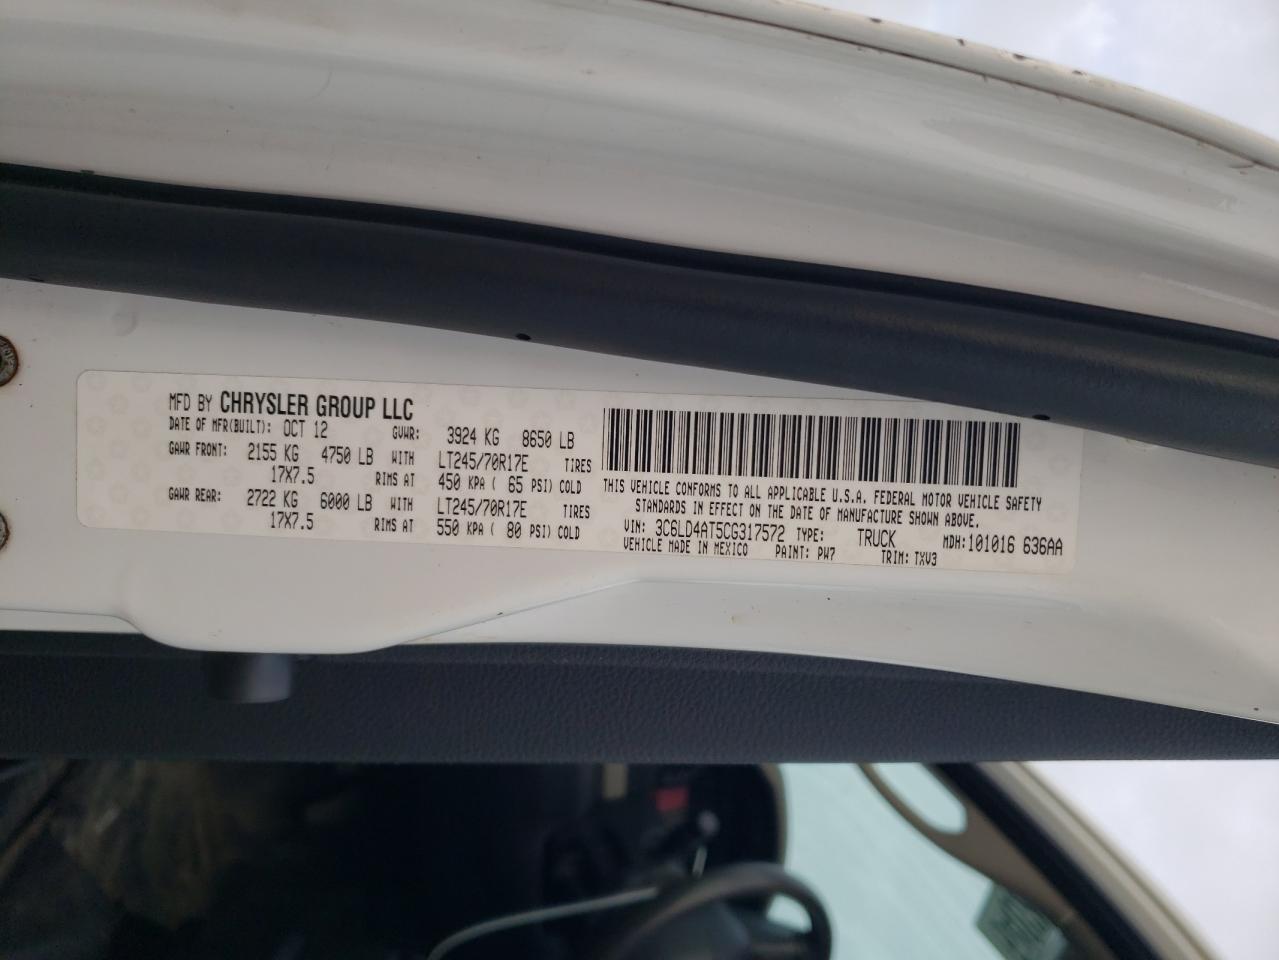 MFD BY CHRYSLER GROUP LLC
DATE OF MFR(BUILT): OCT 12 GVWR: 3924 KG 8650 LB
GAWR FRONT: 2155 KG 4750 LB WITH LT245/70R17E TIRES
17X7.5 RIMS AT 450 KPA ( 65 PSI) COLD
GAWR REAR: 2722 KG 6000 LB WITH LT245/70R17E TIRES
17X7.5 RIMS AT 550 KPA ( 80 PSI) COLD
THIS VEHICLE CONFORMS TO ALL APPLICABLE U.S.A. FEDERAL MOTOR VEHICLE SAFETY
STANDARDS IN EFFECT ON THE DATE OF MANUFACTURE SHOWN ABOVE.
VIN: 3C6LD4AT5CG317572 TYPE: TRUCK MDH:101016 636AA
VEHICLE MADE IN MEXICO PAINT: PW7 TRIM: TXV3